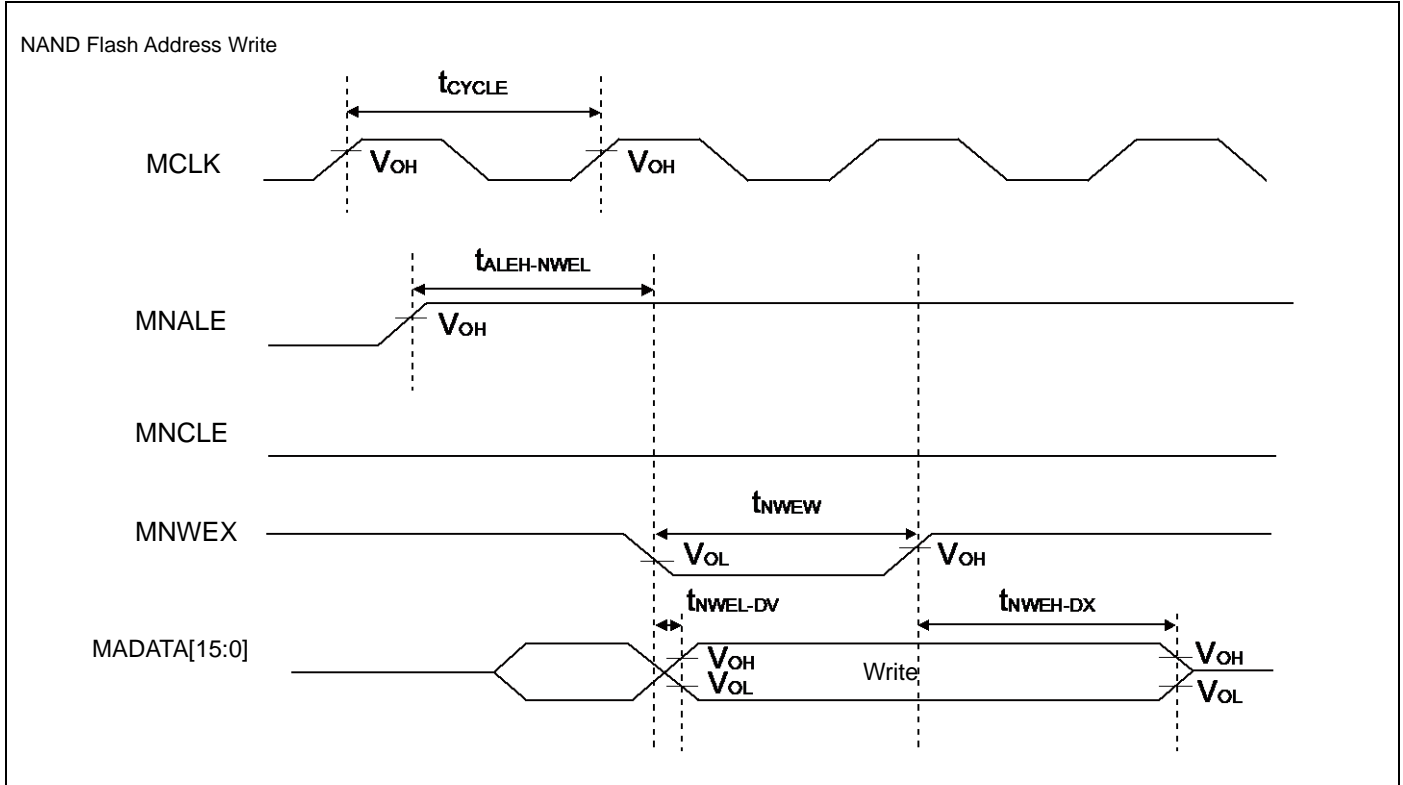 NAND Flash Address Write
tCYCLE
MCLK
VOH
VOH
tALEH-NWEL
MNALE
VOH
MNCLE
tNWEW
MNWEX
VOL
VOH
tNWEL-DV
tNWEH-DX
MADATA[15:0]
VOH
VOL
Write
VOH
VOL